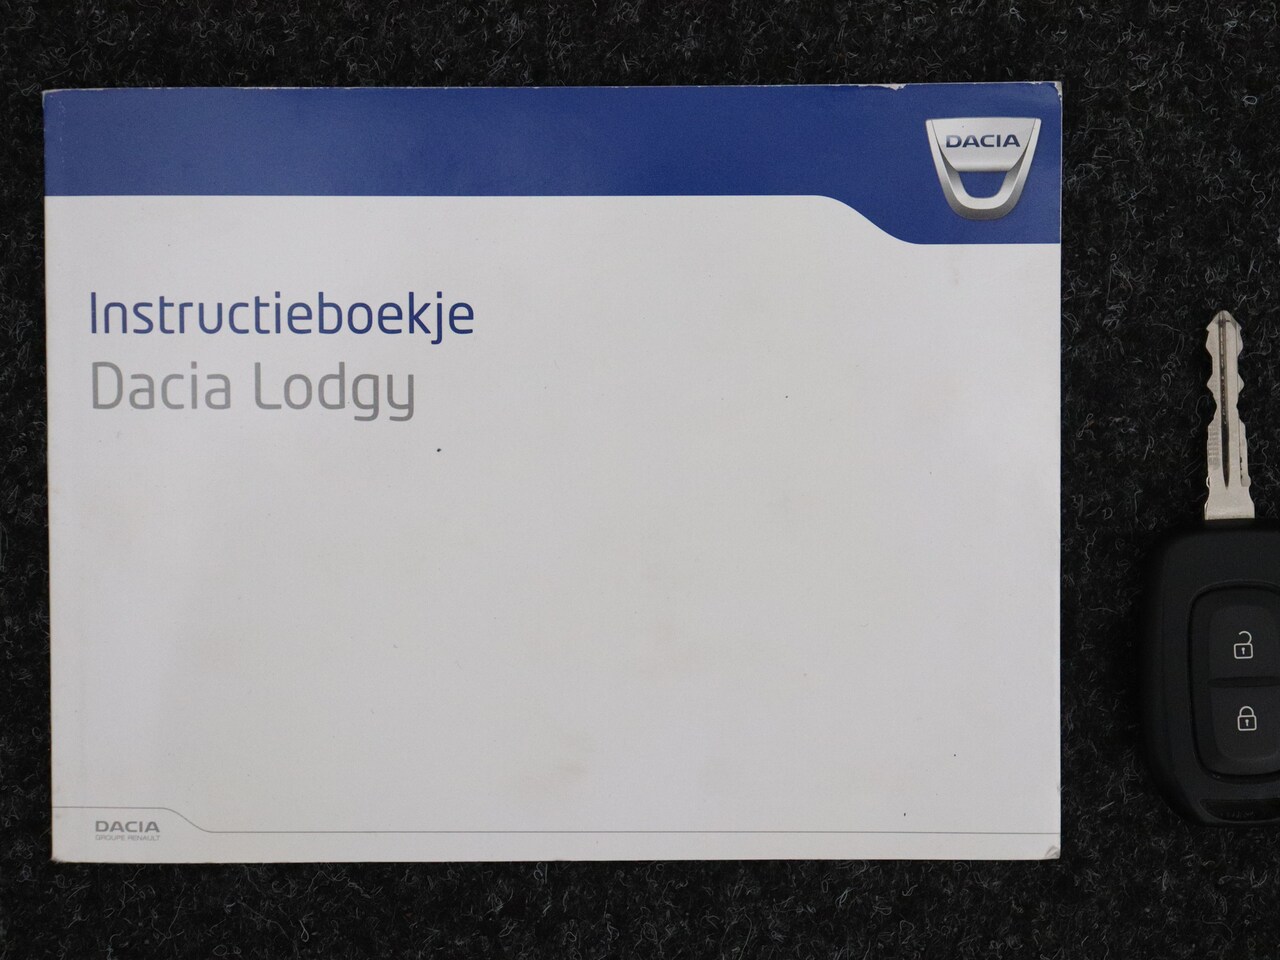 DACIA
Instructieboekje
Dacia Lodgy
DACIA
GROUPE RENAULT